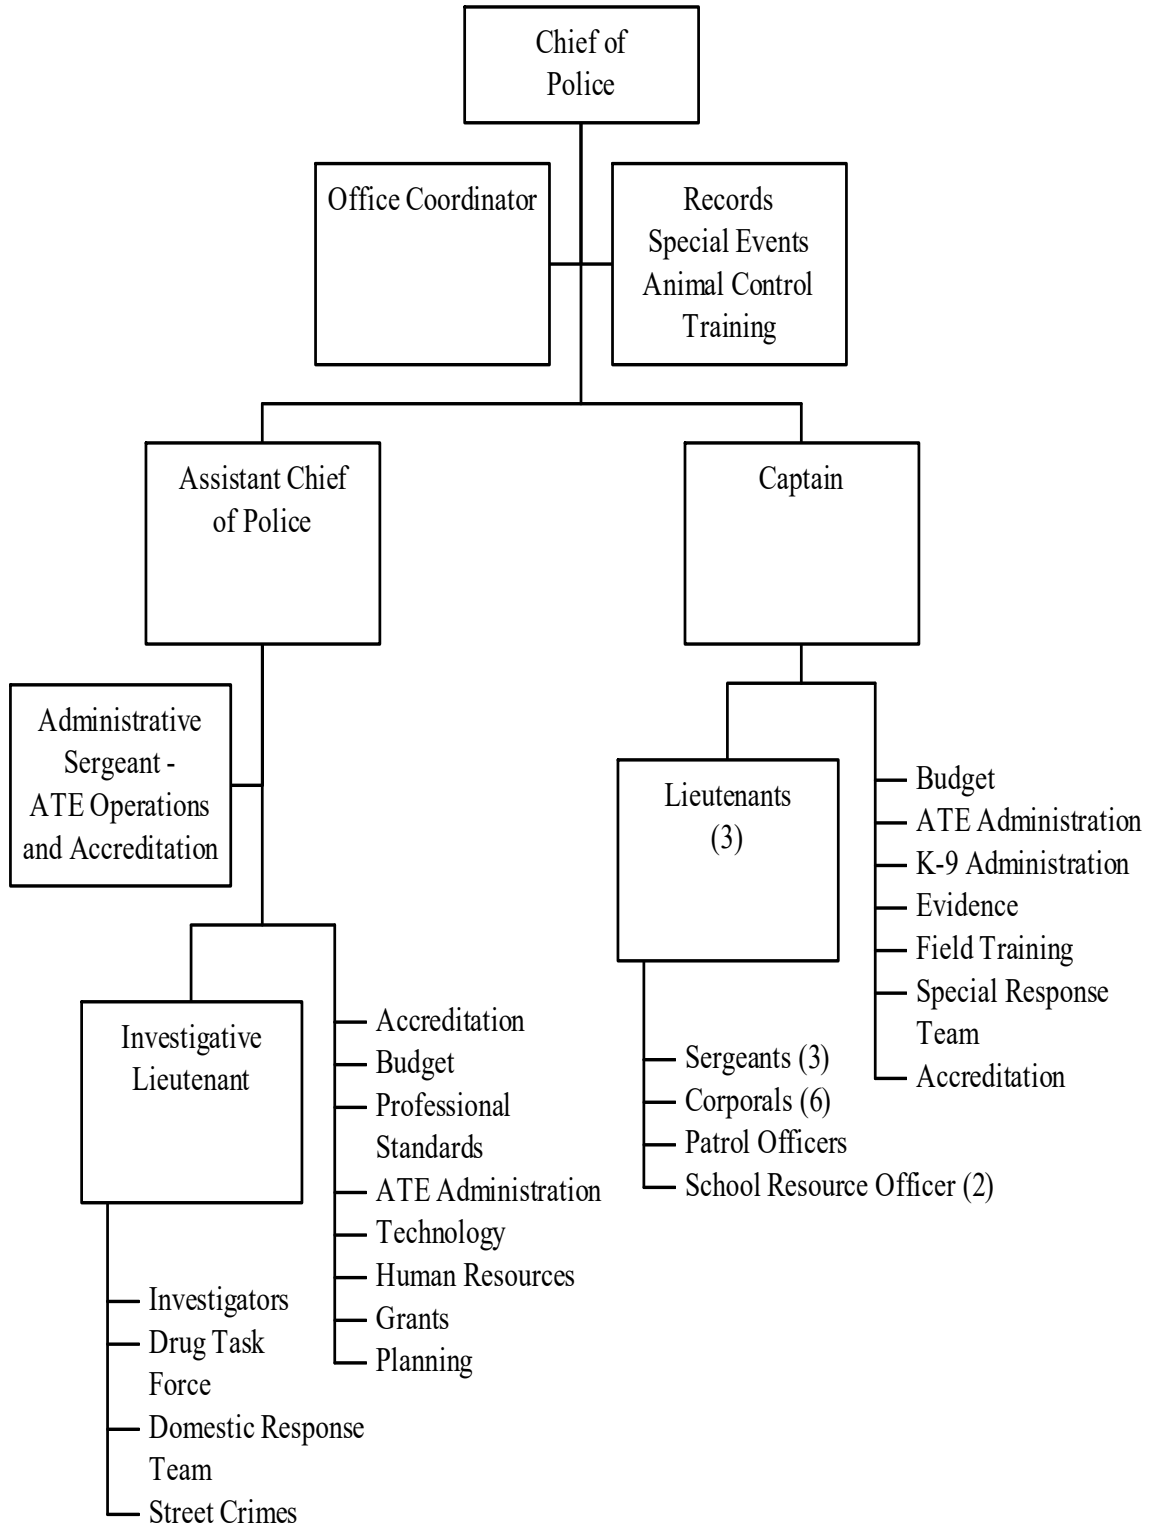 Chief of
Police
Office Coordinator
Records
Special Events
Animal Control
Training
Assistant Chief
of Police
Captain
Administrative
Sergeant -
ATE Operations
and Accreditation
Lieutenants
(3)
Budget
ATE Administration
K-9 Administration
Evidence
Field Training
Special Response
Team
Accreditation
Sergeants (3)
Corporals (6)
Patrol Officers
School Resource Officer (2)
Investigative
Lieutenant
Accreditation
Budget
Professional
Standards
ATE Administration
Technology
Human Resources
Grants
Planning
Investigators
Drug Task
Force
Domestic Response
Team
Street Crimes